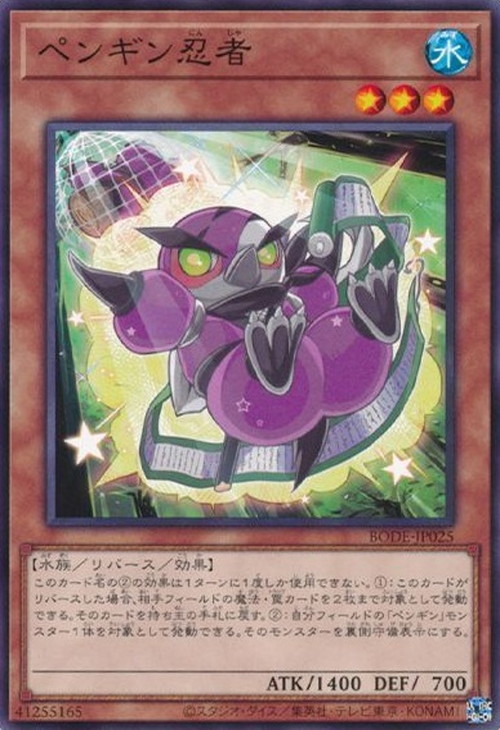 ペンギン忍者
水
BODE-JP025
【水族／リバース／効果】
このカード名の②の効果は1ターンに1度しか使用できない。①：このカードが
リバースした場合、相手フィールドの魔法・罠カードを2枚まで対象として発動
できる。そのカードを持ち主の手札に戻す。②：自分フィールドの「ペンギン」モン
スター1体を対象として発動できる。そのモンスターを裏側守備表示にする。
ATK/1400 DEF/ 700
41255165 ©スタジオ・ダイス／集英社・テレビ東京・KONAMI